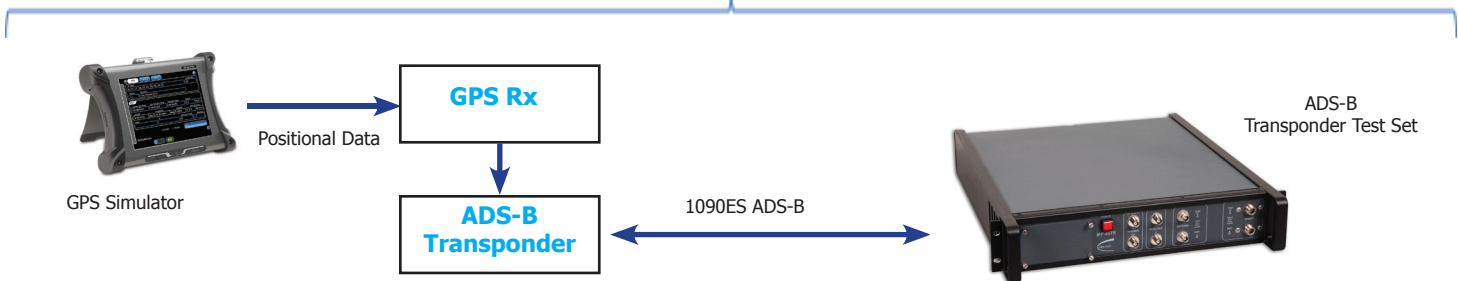 GPS Rx
ADS-B
Transponder Test Set
Positional Data
GPS Simulator
ADS-B
Transponder
1090ES ADS-B